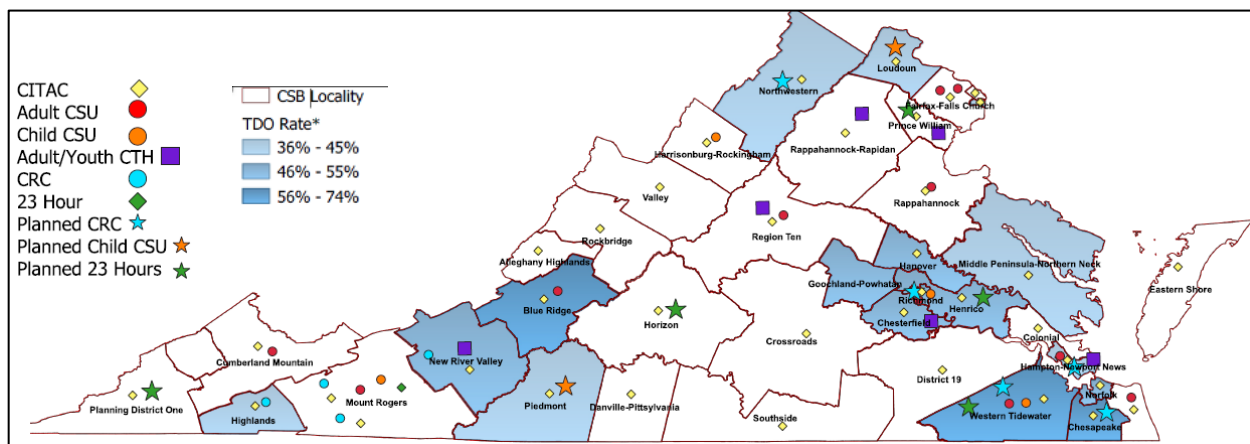 CITAC
Adult CSU
Child CSU
Adult/Youth CTH
CRC
23 Hour
Planned CRC
Planned Child CSU
Planned 23 Hours
CSB Locality
TDO Rate*
36% - 45%
46% - 55%
56% - 74%
Loudoun
Northwestern
Fairfax-Falls Church
Prince William
Harrisonburg-Rockingham
Rappahannock-Rapidan
Valley
Rappahannock
Region Ten
Rockbridge
Alleghany Highlands
Hanover
Middle Peninsula-Northern Neck
Eastern Shore
Goochland-Powhatan
Richmond
Henrico
Blue Ridge
Horizon
Chesterfield
Colonial
Crossroads
Cumberland Mountain
New River Valley
Hampton-Newport News
District 19
Planning District One
Mount Rogers
Piedmont
Danville-Pittsylvania
Norfolk
Highlands
Western Tidewater
Southside
Chesapeake